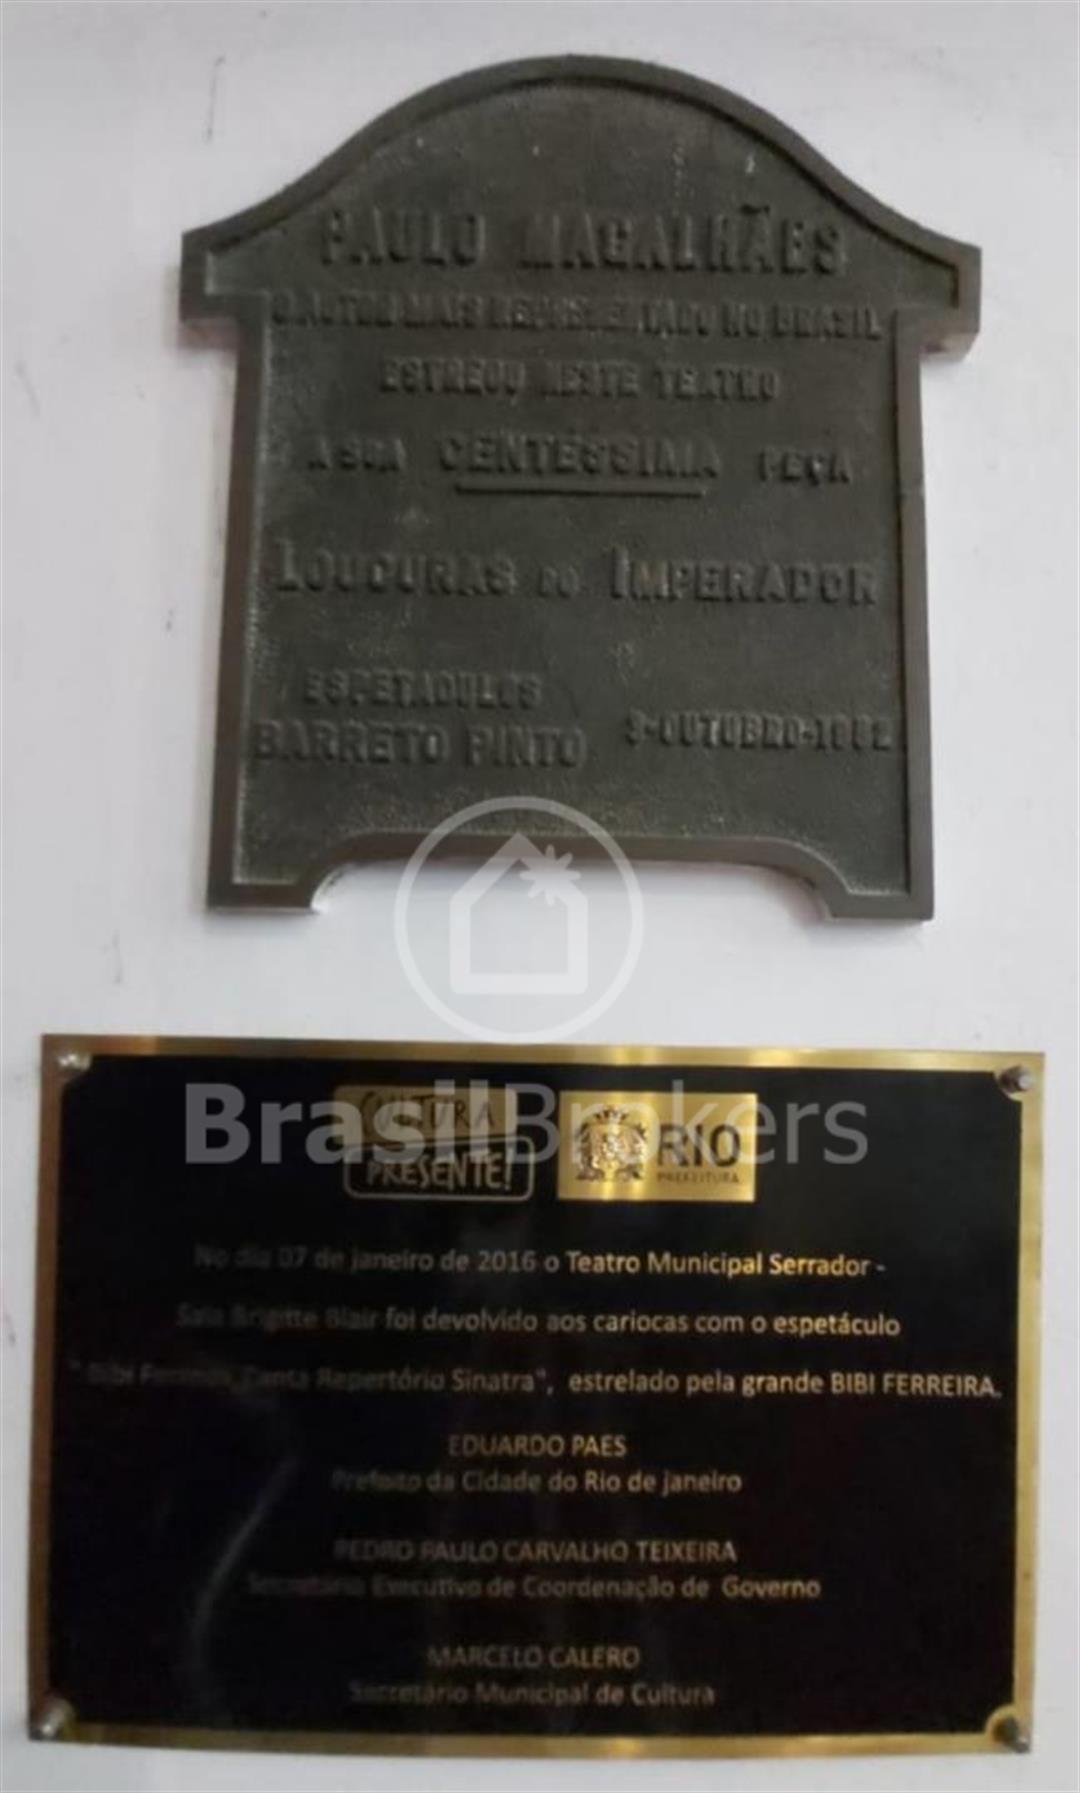 PAULO MAGALHÃES
O AUTOR MAIS REPRESENTADO NO BRASIL
ESTREOU NESTE TEATRO
A SUA CENTESSIMA PEÇA
LOUCURAS DO IMPERADOR
ESPETACULOS
BARRETO PINTO
3-OUTUBRO-1952
BrasilBrokers
CULTURA
PRESENTE!
RIO
PREFEITURA
No dia 07 de janeiro de 2016 o Teatro Municipal Serrador -
Sala Brigitte Blair foi devolvido aos cariocas com o espetáculo
" Bibi Ferreira Canta Repertório Sinatra", estrelado pela grande BIBI FERREIRA.
EDUARDO PAES
Prefeito da Cidade do Rio de janeiro
PEDRO PAULO CARVALHO TEIXEIRA
Secretário Executivo de Coordenação de Governo
MARCELO CALERO
Secretário Municipal de Cultura